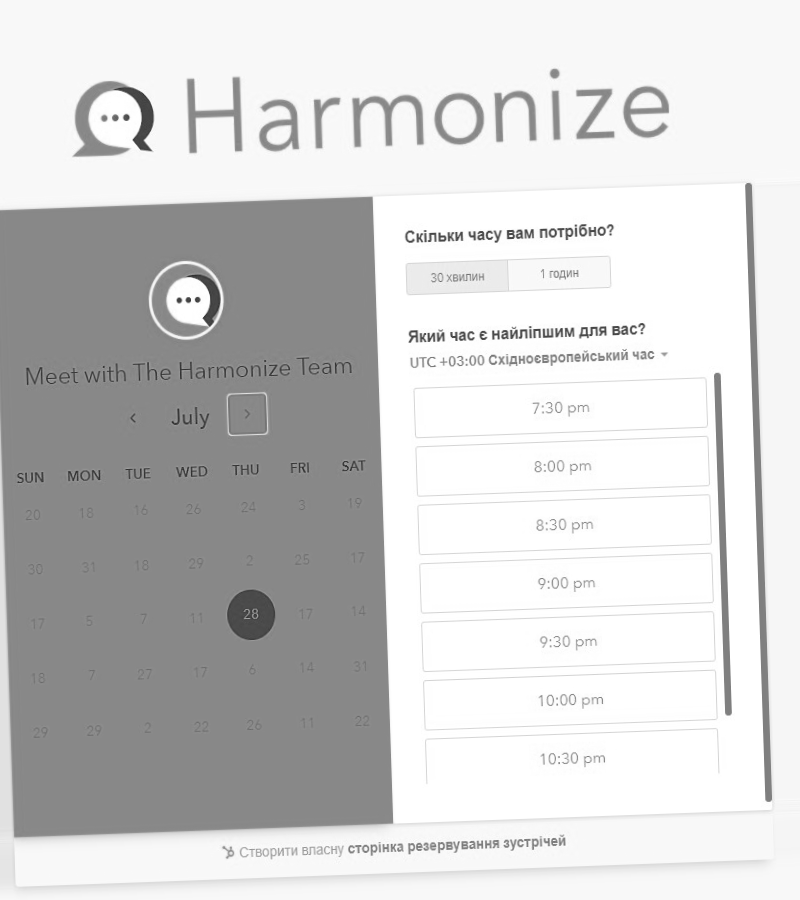 Harmonize
Meet with The Harmonize Team
July
SUN MON TUE WED THU FRI SAT
20 18 16 26 24 3 19
30 31 18 29 2 25 17
17 5 7 11 28 17 14
18 7 27 17 6 14 31
29 29 2 22 26 11 22
Скільки часу вам потрібно?
30 хвилин 1 годин
Який час є найліпшим для вас?
UTC +03:00 Східноєвропейський час
7:30 pm
8:00 pm
8:30 pm
9:00 pm
9:30 pm
10:00 pm
10:30 pm
Створити власну сторінка резервування зустрічей